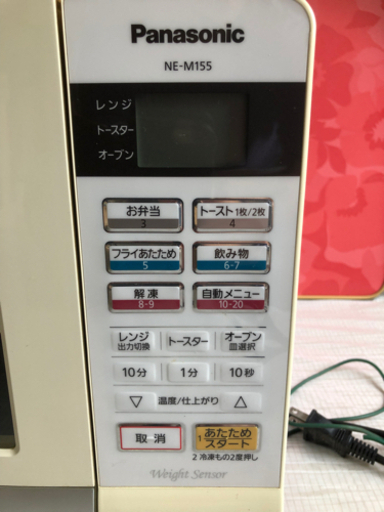 Panasonic
NE-M155
レンジ
トースター
オーブン
お弁当
3
トースト1枚/2枚
4
フライあたため
5
飲み物
6-7
解凍
8-9
自動メニュー
10-20
レンジ
出力切換
トースター
オーブン
皿選択
10分
1分
10秒
▽ 温度/仕上がり △
取消
1 あたため
スタート
2 冷凍もの2度押し
Weight Sensor